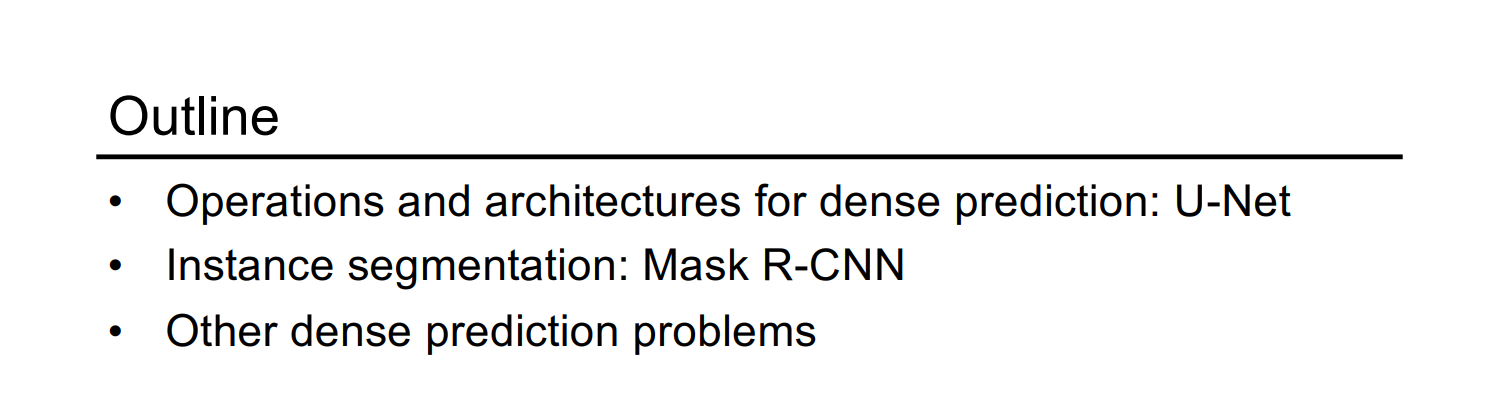 Outline
• Operations and architectures for dense prediction: U-Net
• Instance segmentation: Mask R-CNN
• Other dense prediction problems